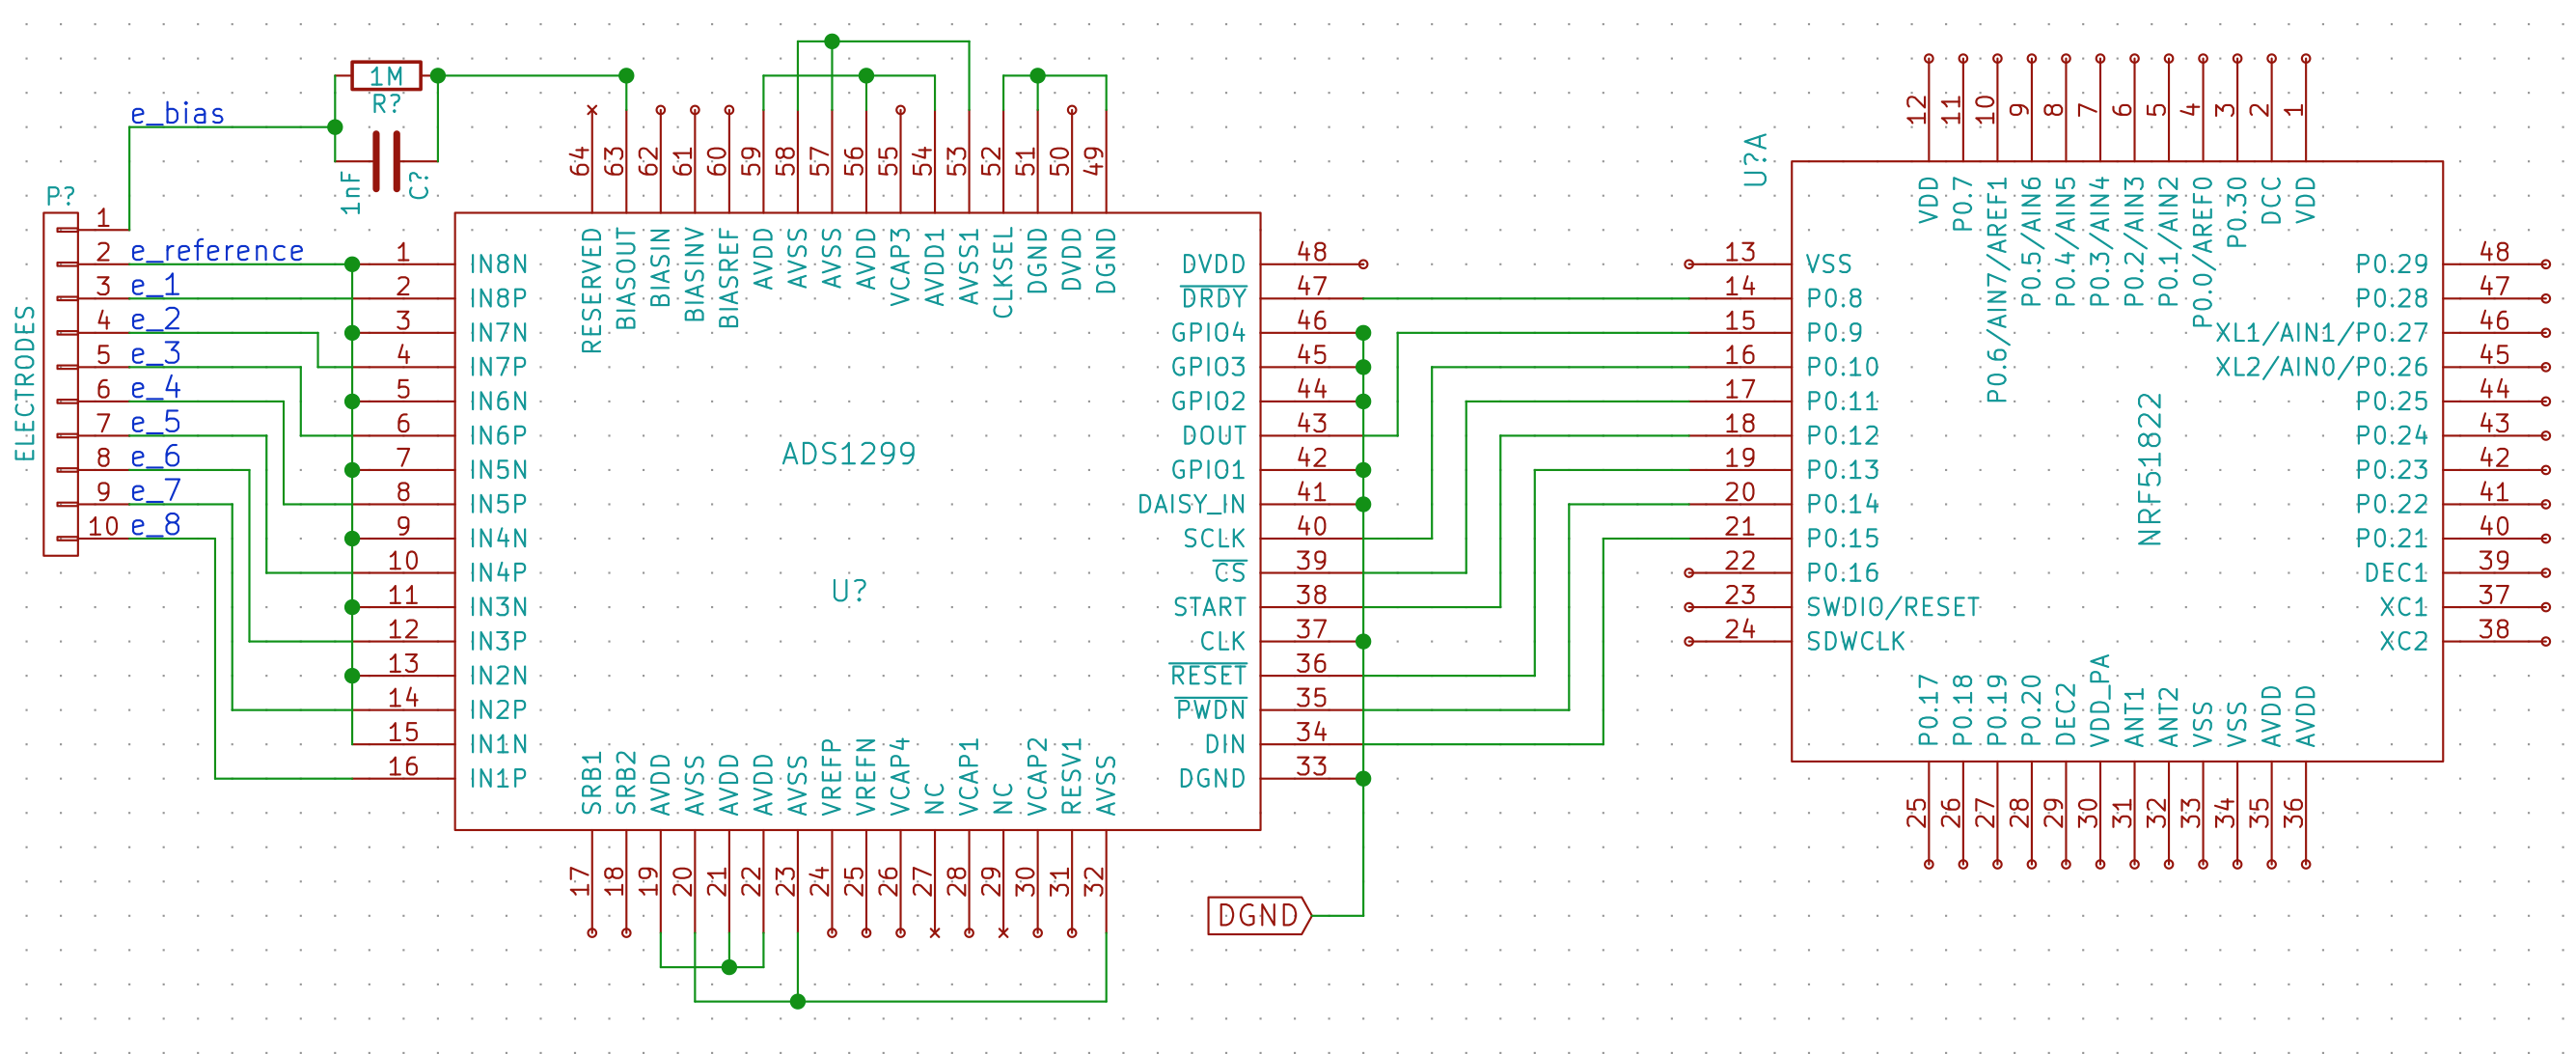 1M
R?
e_bias
1nF
C?
P?
ELECTRODES
1
2 e_reference
3 e_1
4 e_2
5 e_3
6 e_4
7 e_5
8 e_6
9 e_7
10 e_8
64 RESERVED
63 BIASOUT
62 BIASIN
61 BIASINV
60 BIASREF
59 AVDD
58 AVSS
57 AVSS
56 AVDD
55 VCAP3
54 AVDD1
53 AVSS1
52 CLKSEL
51 DGND
50 DVDD
49 DGND
1 IN8N
2 IN8P
3 IN7N
4 IN7P
5 IN6N
6 IN6P
7 IN5N
8 IN5P
9 IN4N
10 IN4P
11 IN3N
12 IN3P
13 IN2N
14 IN2P
15 IN1N
16 IN1P
ADS1299
U?
DVDD 48
DRDY 47
GPIO4 46
GPIO3 45
GPIO2 44
DOUT 43
GPIO1 42
DAISY_IN 41
SCLK 40
CS 39
START 38
CLK 37
RESET 36
PWDN 35
DIN 34
DGND 33
SRB1 17
SRB2 18
AVDD 19
AVSS 20
AVDD 21
AVDD 22
AVSS 23
VREFP 24
VREFN 25
VCAP4 26
NC 27
VCAP1 28
NC 29
VCAP2 30
RESV1 31
AVSS 32
DGND
U?A
12 VDD
11 P0.7
10 P0.6/AIN7/AREF1
9 P0.5/AIN6
8 P0.4/AIN5
7 P0.3/AIN4
6 P0.2/AIN3
5 P0.1/AIN2
4 P0.0/AREF0
3 P0.30
2 DCC
1 VDD
13 VSS
14 P0.8
15 P0.9
16 P0.10
17 P0.11
18 P0.12
19 P0.13
20 P0.14
21 P0.15
22 P0.16
23 SWDIO/RESET
24 SDWCLK
NRF51822
P0.29 48
P0.28 47
XL1/AIN1/P0.27 46
XL2/AIN0/P0.26 45
P0.25 44
P0.24 43
P0.23 42
P0.22 41
P0.21 40
DEC1 39
XC1 37
XC2 38
P0.17 25
P0.18 26
P0.19 27
P0.20 28
DEC2 29
VDD_PA 30
ANT1 31
ANT2 32
VSS 33
VSS 34
AVDD 35
AVDD 36